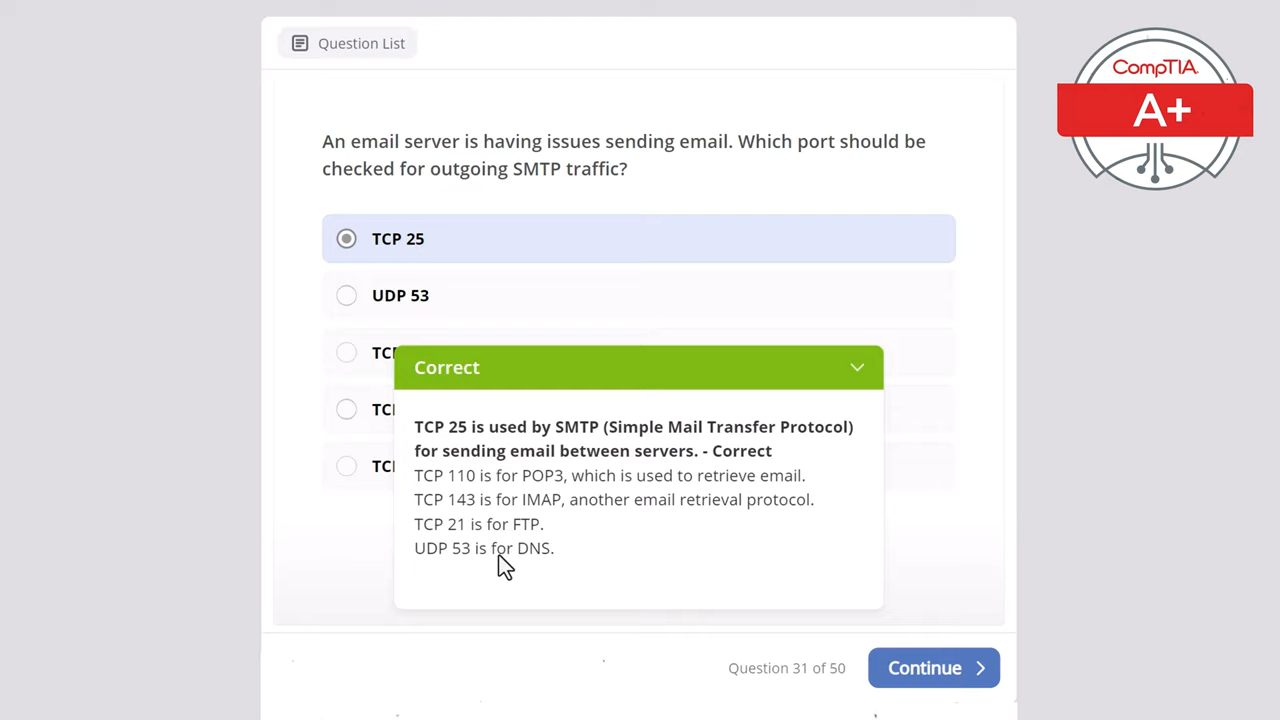 Question List
CompTIA.
A+
An email server is having issues sending email. Which port should be
checked for outgoing SMTP traffic?
TCP 25
UDP 53
Correct
TCP 25 is used by SMTP (Simple Mail Transfer Protocol)
for sending email between servers. - Correct
TCP 110 is for POP3, which is used to retrieve email.
TCP 143 is for IMAP, another email retrieval protocol.
TCP 21 is for FTP.
UDP 53 is for DNS.
Question 31 of 50
Continue